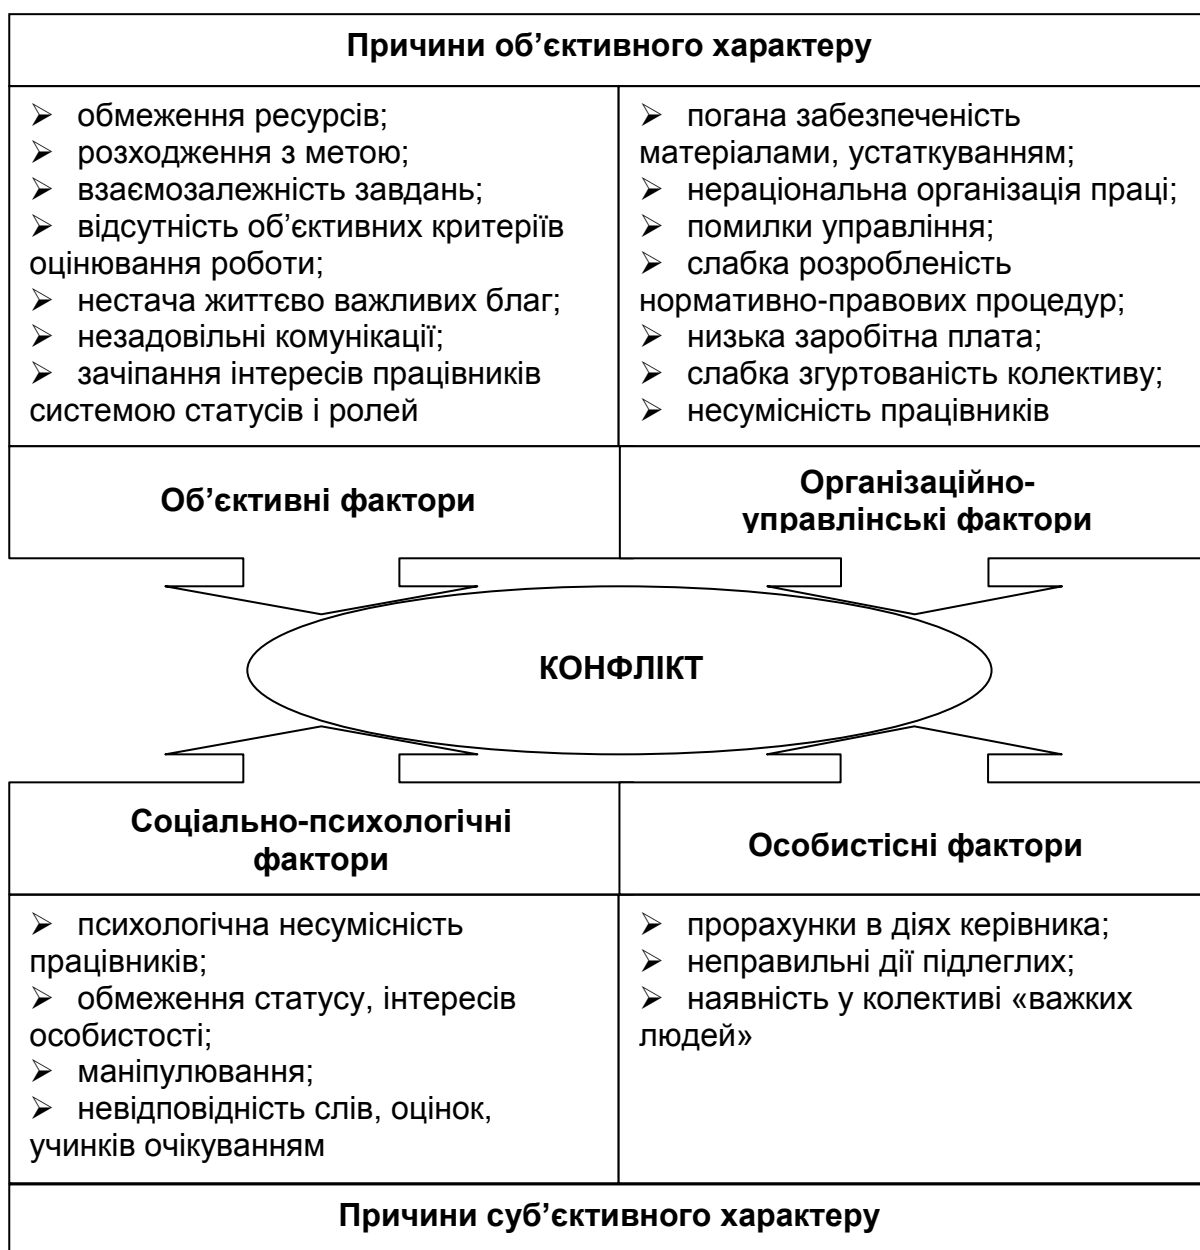 Причини об’єктивного характеру
➢ обмеження ресурсів;
➢ розходження з метою;
➢ взаємозалежність завдань;
➢ відсутність об’єктивних критеріїв
оцінювання роботи;
➢ нестача життєво важливих благ;
➢ незадовільні комунікації;
➢ зачіпання інтересів працівників
системою статусів і ролей
➢ погана забезпеченість
матеріалами, устаткуванням;
➢ нераціональна організація праці;
➢ помилки управління;
➢ слабка розробленість
нормативно-правових процедур;
➢ низька заробітна плата;
➢ слабка згуртованість колективу;
➢ несумісність працівників
Об’єктивні фактори
Організаційно-
управлінські фактори
КОНФЛІКТ
Соціально-психологічні
фактори
Особистісні фактори
➢ психологічна несумісність
працівників;
➢ обмеження статусу, інтересів
особистості;
➢ маніпулювання;
➢ невідповідність слів, оцінок,
учинків очікуванням
➢ прорахунки в діях керівника;
➢ неправильні дії підлеглих;
➢ наявність у колективі «важких
людей»
Причини суб’єктивного характеру